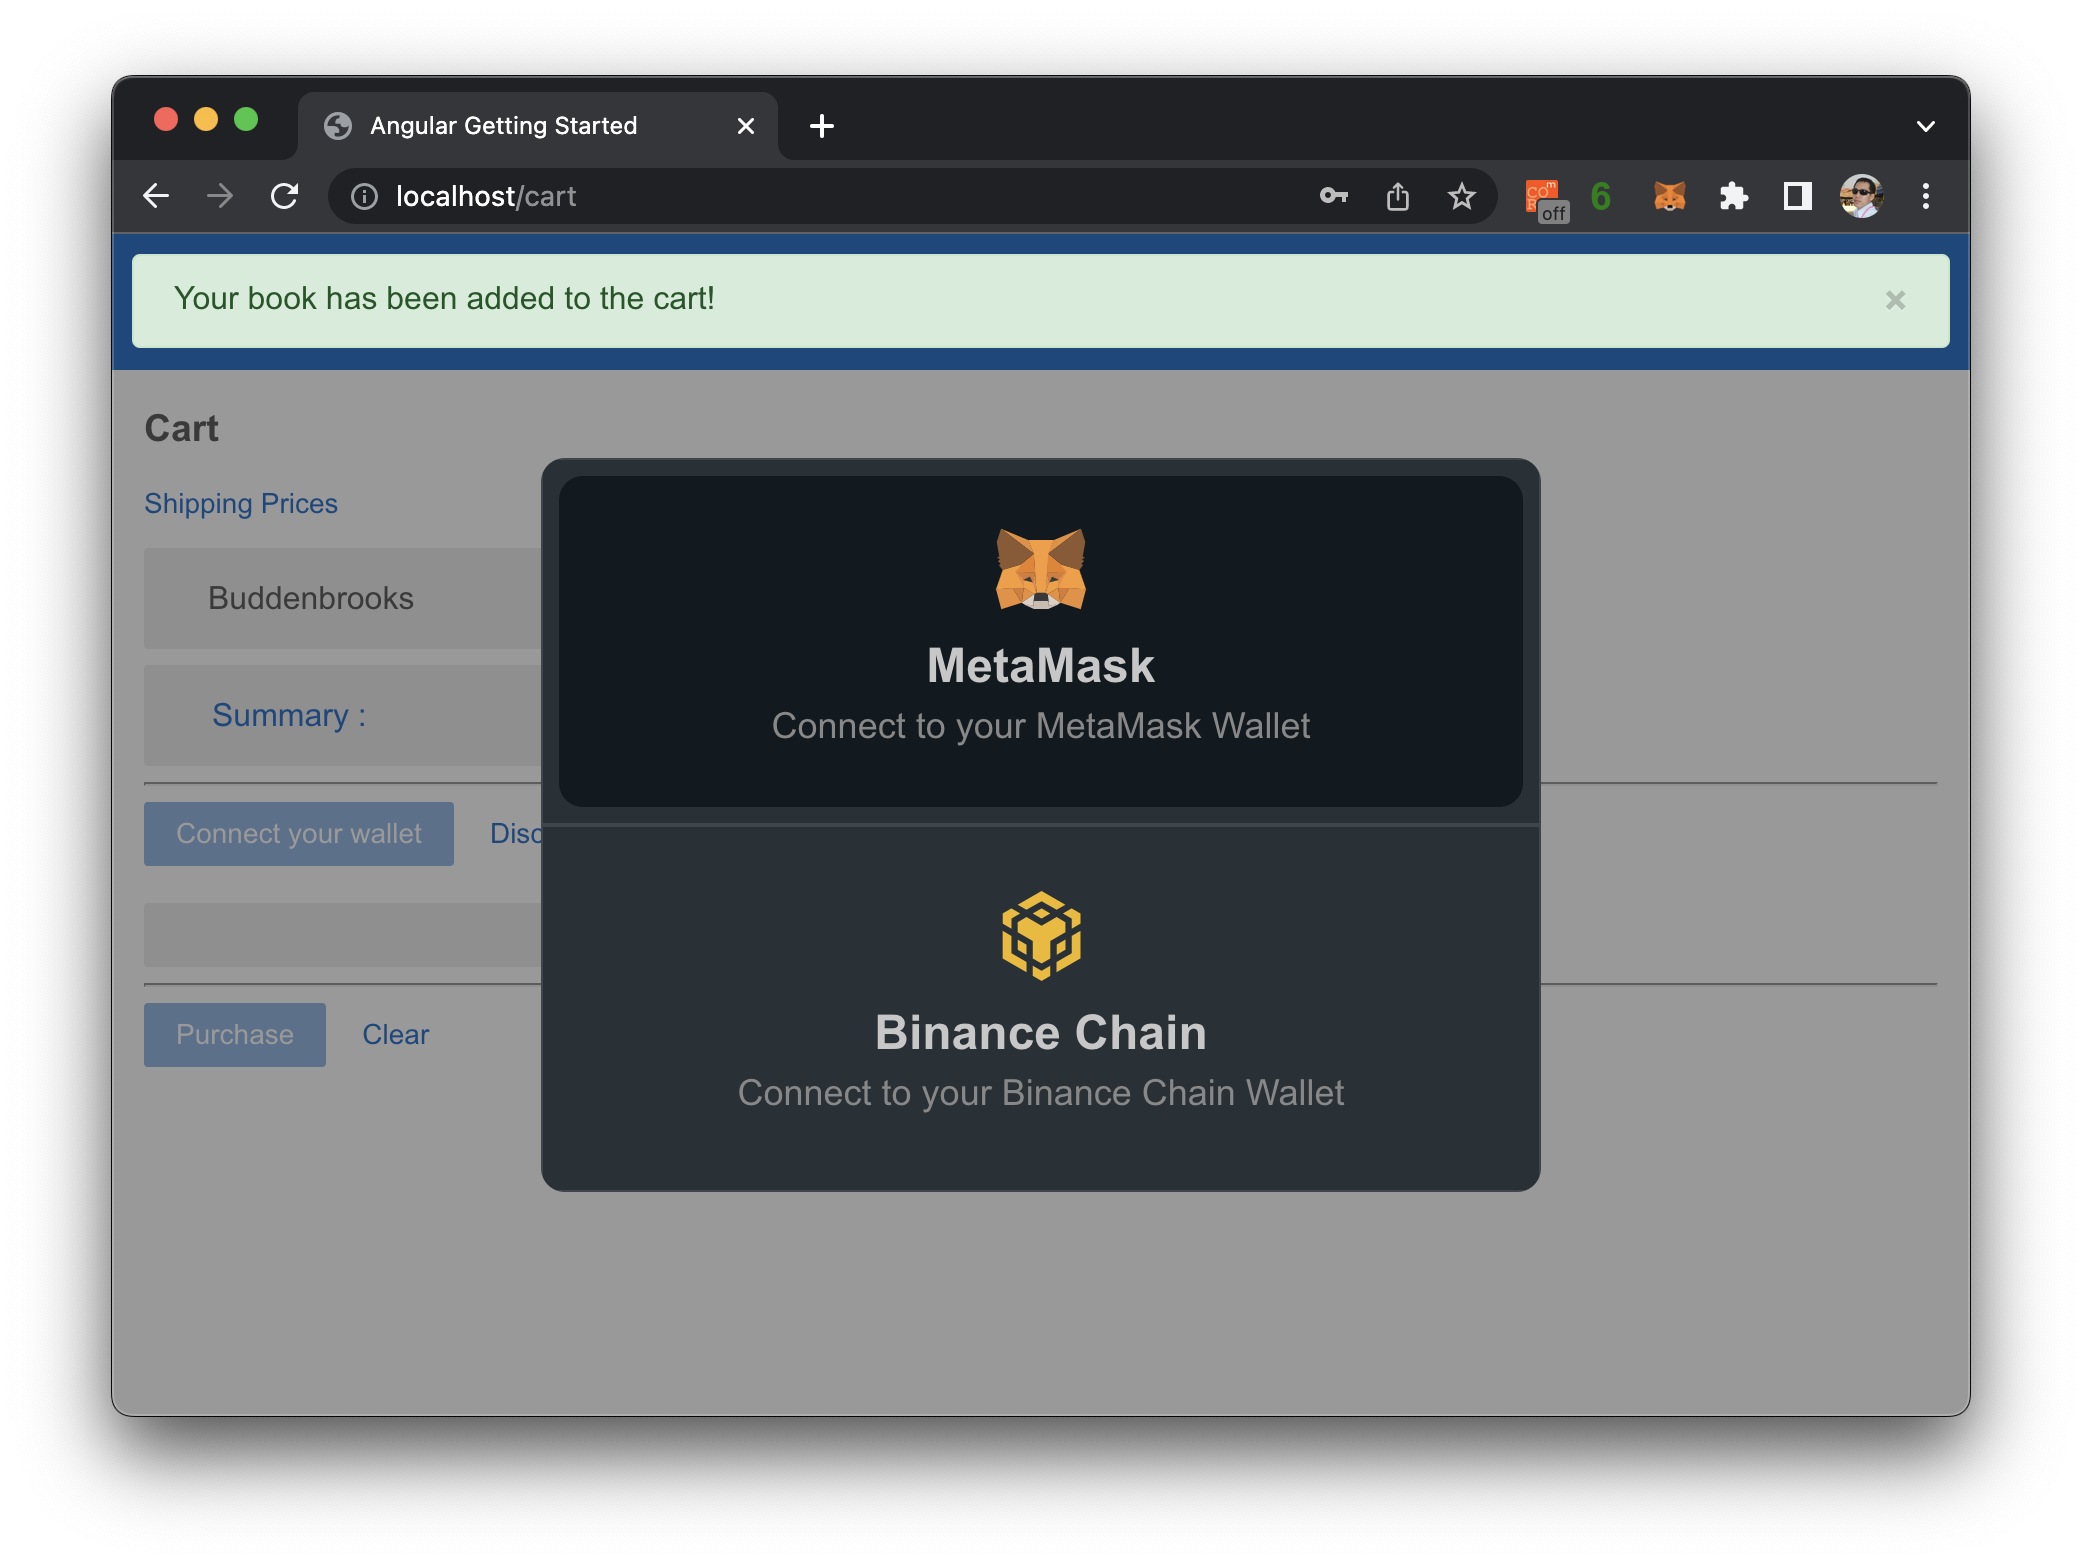 Angular Getting Started
localhost/cart
off
6
Your book has been added to the cart!
Cart
Shipping Prices
Buddenbrooks
Summary :
Connect your wallet
Disc
Purchase
Clear
MetaMask
Connect to your MetaMask Wallet
Binance Chain
Connect to your Binance Chain Wallet